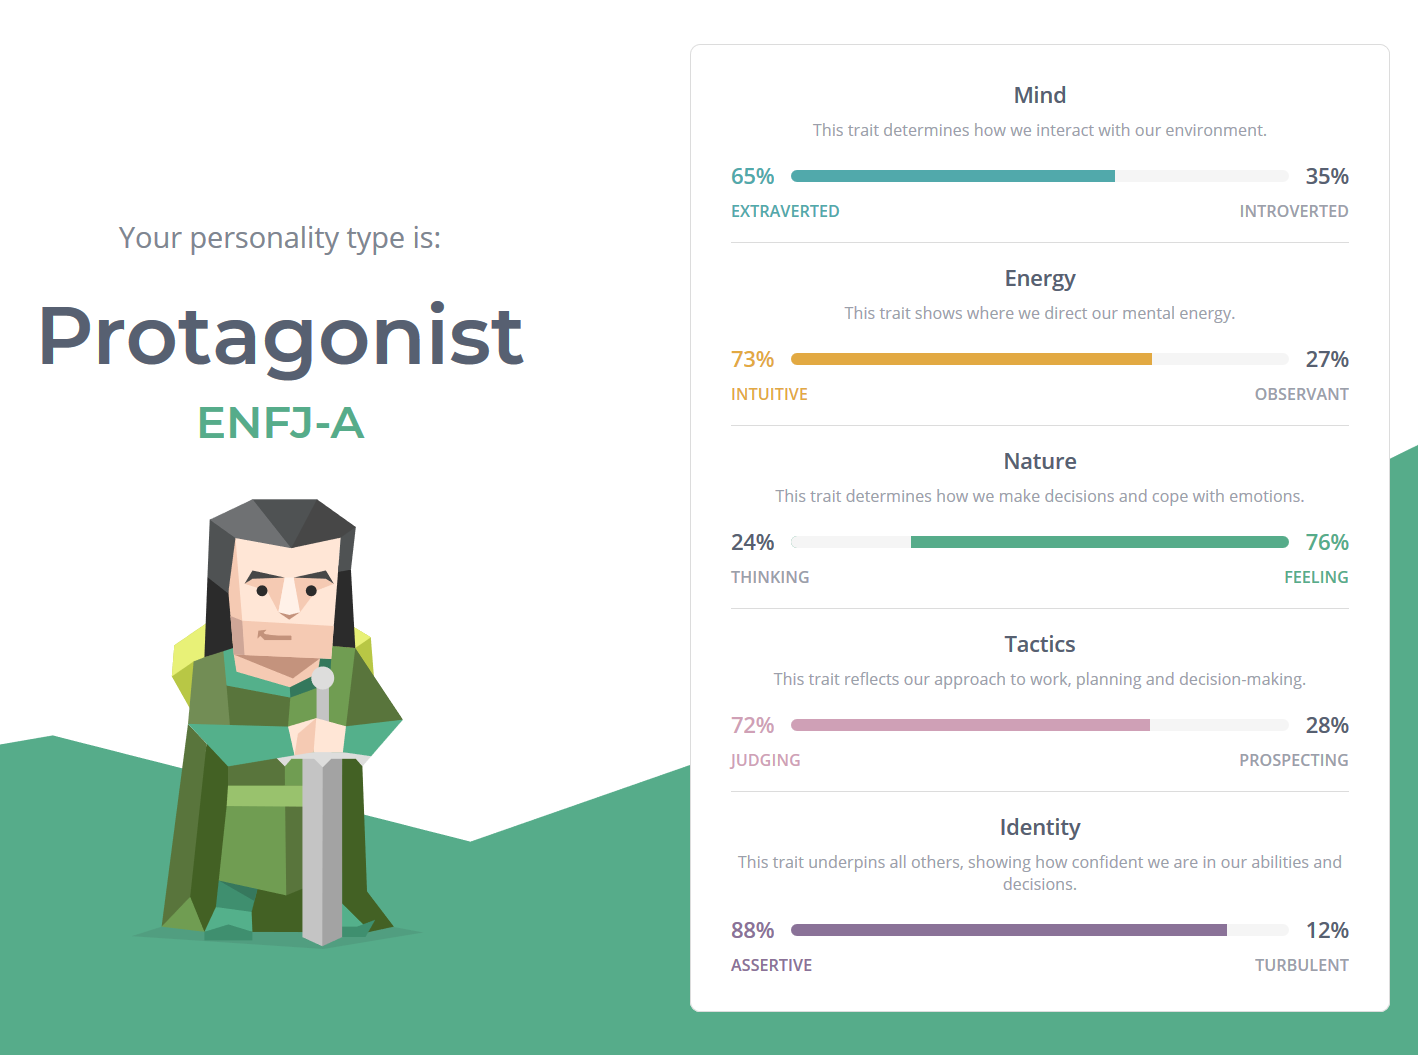 Your personality type is:
Protagonist
ENFJ-A
Mind
This trait determines how we interact with our environment.
65% 35%
EXTRAVERTED INTROVERTED
Energy
This trait shows where we direct our mental energy.
73% 27%
INTUITIVE OBSERVANT
Nature
This trait determines how we make decisions and cope with emotions.
24% 76%
THINKING FEELING
Tactics
This trait reflects our approach to work, planning and decision-making.
72% 28%
JUDGING PROSPECTING
Identity
This trait underpins all others, showing how confident we are in our abilities and
decisions.
88% 12%
ASSERTIVE TURBULENT